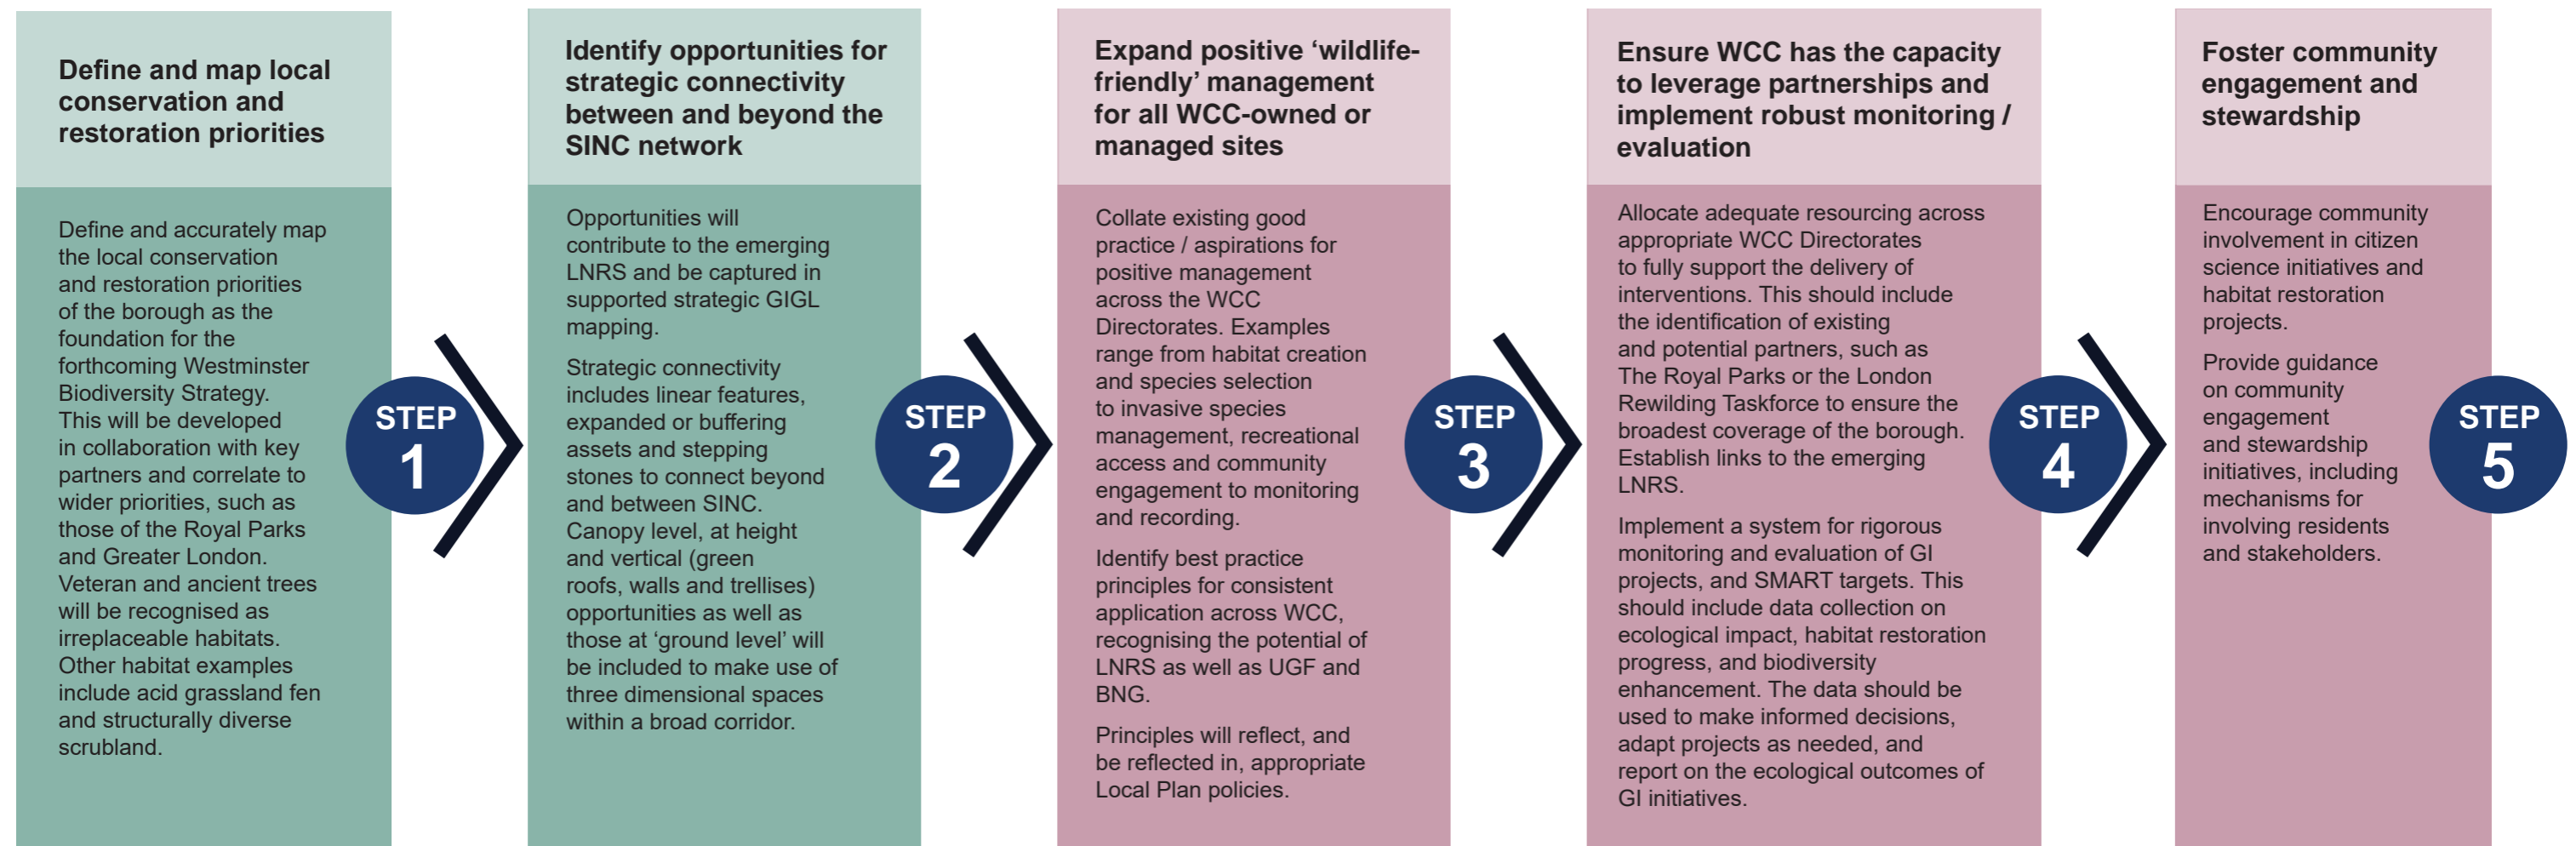 Define and map local
conservation and
restoration priorities
Define and accurately map
the local conservation
and restoration priorities
of the borough as the
foundation for the
forthcoming Westminster
Biodiversity Strategy.
This will be developed
in collaboration with key
partners and correlate to
wider priorities, such as
those of the Royal Parks
and Greater London.
Veteran and ancient trees
will be recognised as
irreplaceable habitats.
Other habitat examples
include acid grassland fen
and structurally diverse
scrubland.
STEP
1
Identify opportunities for
strategic connectivity
between and beyond the
SINC network
Opportunities will
contribute to the emerging
LNRS and be captured in
supported strategic GIGL
mapping.
Strategic connectivity
includes linear features,
expanded or buffering
assets and stepping
stones to connect beyond
and between SINC.
Canopy level, at height
and vertical (green
roofs, walls and trellises)
opportunities as well as
those at ‘ground level’ will
be included to make use of
three dimensional spaces
within a broad corridor.
STEP
2
Expand positive ‘wildlife-
friendly’ management
for all WCC-owned or
managed sites
Collate existing good
practice / aspirations for
positive management
across the WCC
Directorates. Examples
range from habitat creation
and species selection
to invasive species
management, recreational
access and community
engagement to monitoring
and recording.
Identify best practice
principles for consistent
application across WCC,
recognising the potential of
LNRS as well as UGF and
BNG.
Principles will reflect, and
be reflected in, appropriate
Local Plan policies.
STEP
3
Ensure WCC has the capacity
to leverage partnerships and
implement robust monitoring /
evaluation
Allocate adequate resourcing across
appropriate WCC Directorates
to fully support the delivery of
interventions. This should include
the identification of existing
and potential partners, such as
The Royal Parks or the London
Rewilding Taskforce to ensure the
broadest coverage of the borough.
Establish links to the emerging
LNRS.
Implement a system for rigorous
monitoring and evaluation of GI
projects, and SMART targets. This
should include data collection on
ecological impact, habitat restoration
progress, and biodiversity
enhancement. The data should be
used to make informed decisions,
adapt projects as needed, and
report on the ecological outcomes of
GI initiatives.
STEP
4
Foster community
engagement and
stewardship
Encourage community
involvement in citizen
science initiatives and
habitat restoration
projects.
Provide guidance
on community
engagement
and stewardship
initiatives, including
mechanisms for
involving residents
and stakeholders.
STEP
5